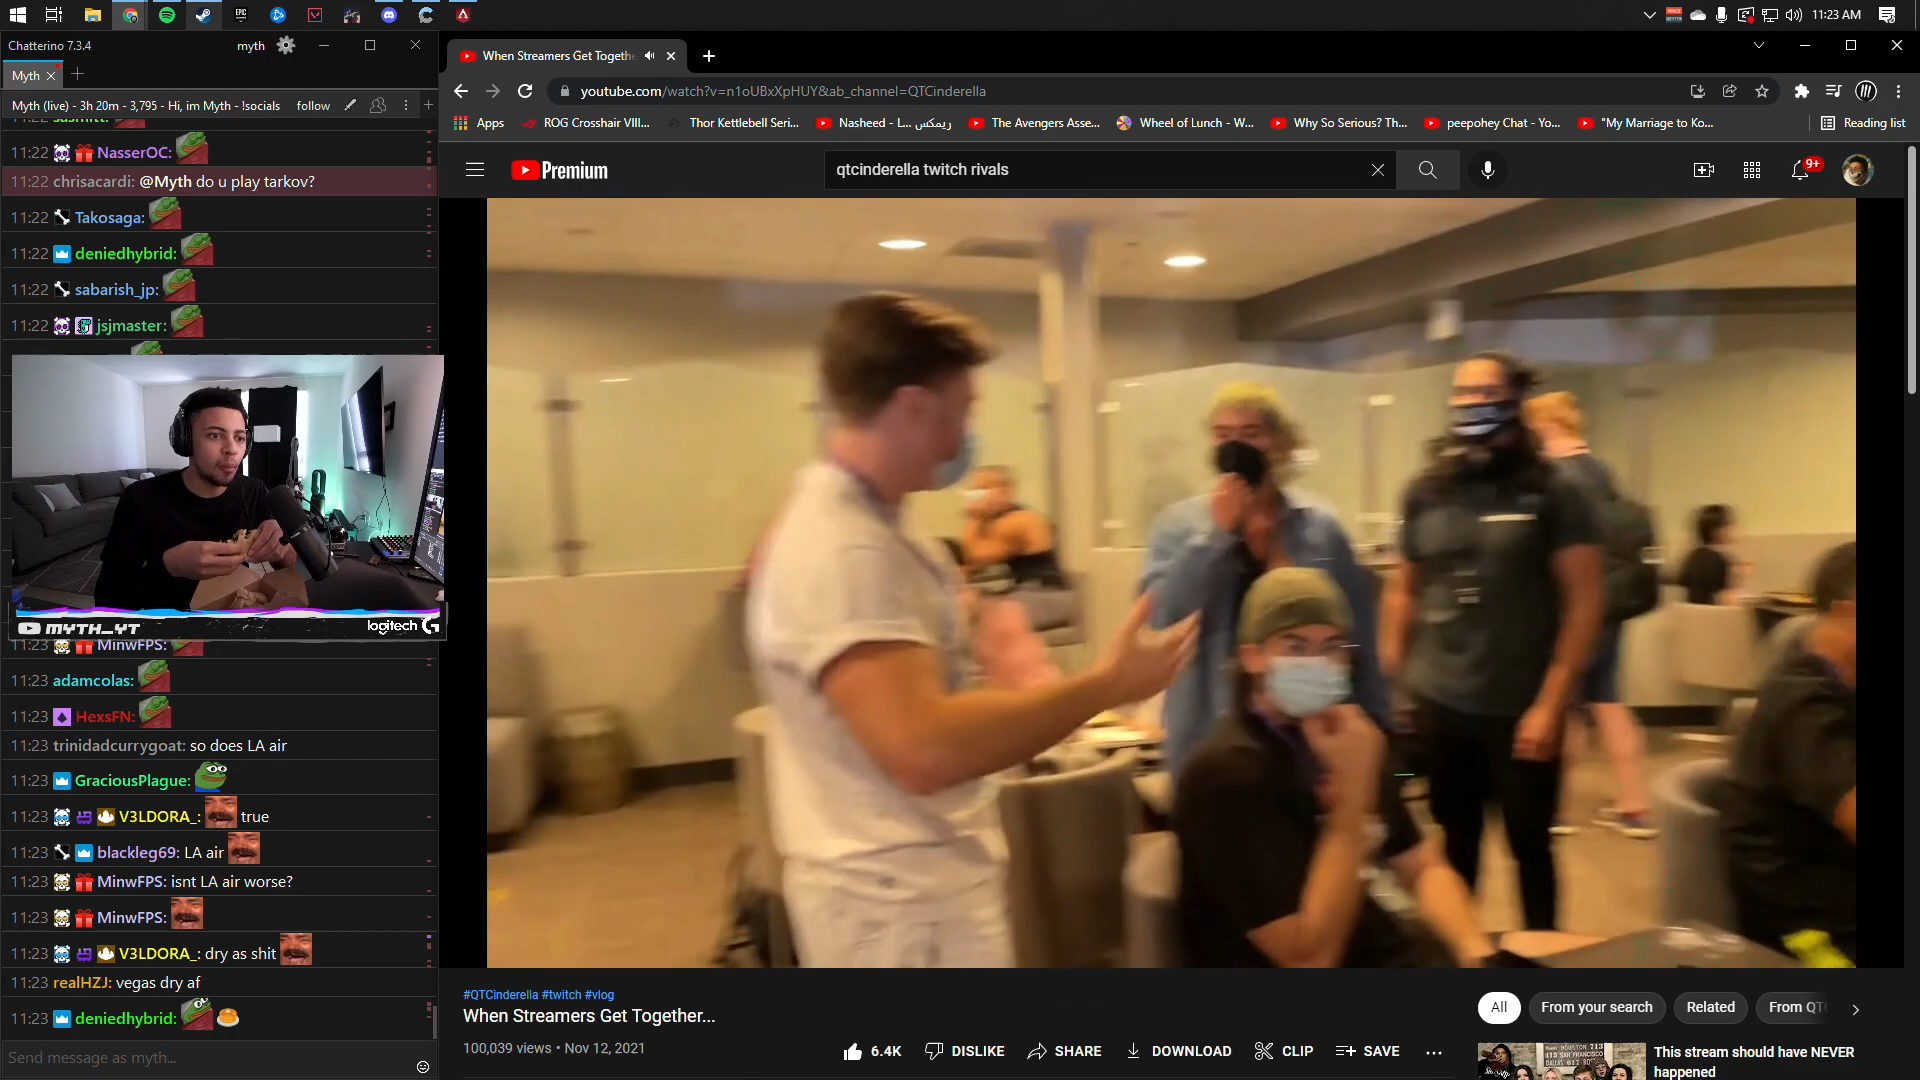 11:23 AM
Chatterino 7.3.4
myth
Myth
Myth (live) - 3h 20m - 3,795 - Hi, im Myth - !socials
follow
11:22 NasserOC:
11:22 chrisacardi: @Myth do u play tarkov?
11:22 Takosaga:
11:22 deniedhybrid:
11:22 sabarish_jp:
11:22 jsjmaster:
MYTH_YT
logitech G
11:23 MinwFPS:
11:23 adamcolas:
11:23 HexsFN:
11:23 trinidadcurrygoat: so does LA air
11:23 GraciousPlague:
11:23 V3LDORA_: true
11:23 blackleg69: LA air
11:23 MinwFPS: isnt LA air worse?
11:23 MinwFPS:
11:23 V3LDORA_: dry as shit
11:23 realHZJ: vegas dry af
11:23 deniedhybrid:
Send message as myth...
When Streamers Get Togethe
youtube.com/watch?v=n1oUBxXpHUY&ab_channel=QTCinderella
Apps
ROG Crosshair VIII...
Thor Kettlebell Seri...
Nasheed - L... ريمكس
The Avengers Asse...
Wheel of Lunch - W...
Why So Serious? Th...
peepohey Chat - Yo...
"My Marriage to Ko...
Reading list
Premium
qtcinderella twitch rivals
9+
#QTCinderella #twitch #vlog
When Streamers Get Together...
100,039 views • Nov 12, 2021
6.4K
DISLIKE
SHARE
DOWNLOAD
CLIP
SAVE
All
From your search
Related
From QTC
This stream should have NEVER
happened